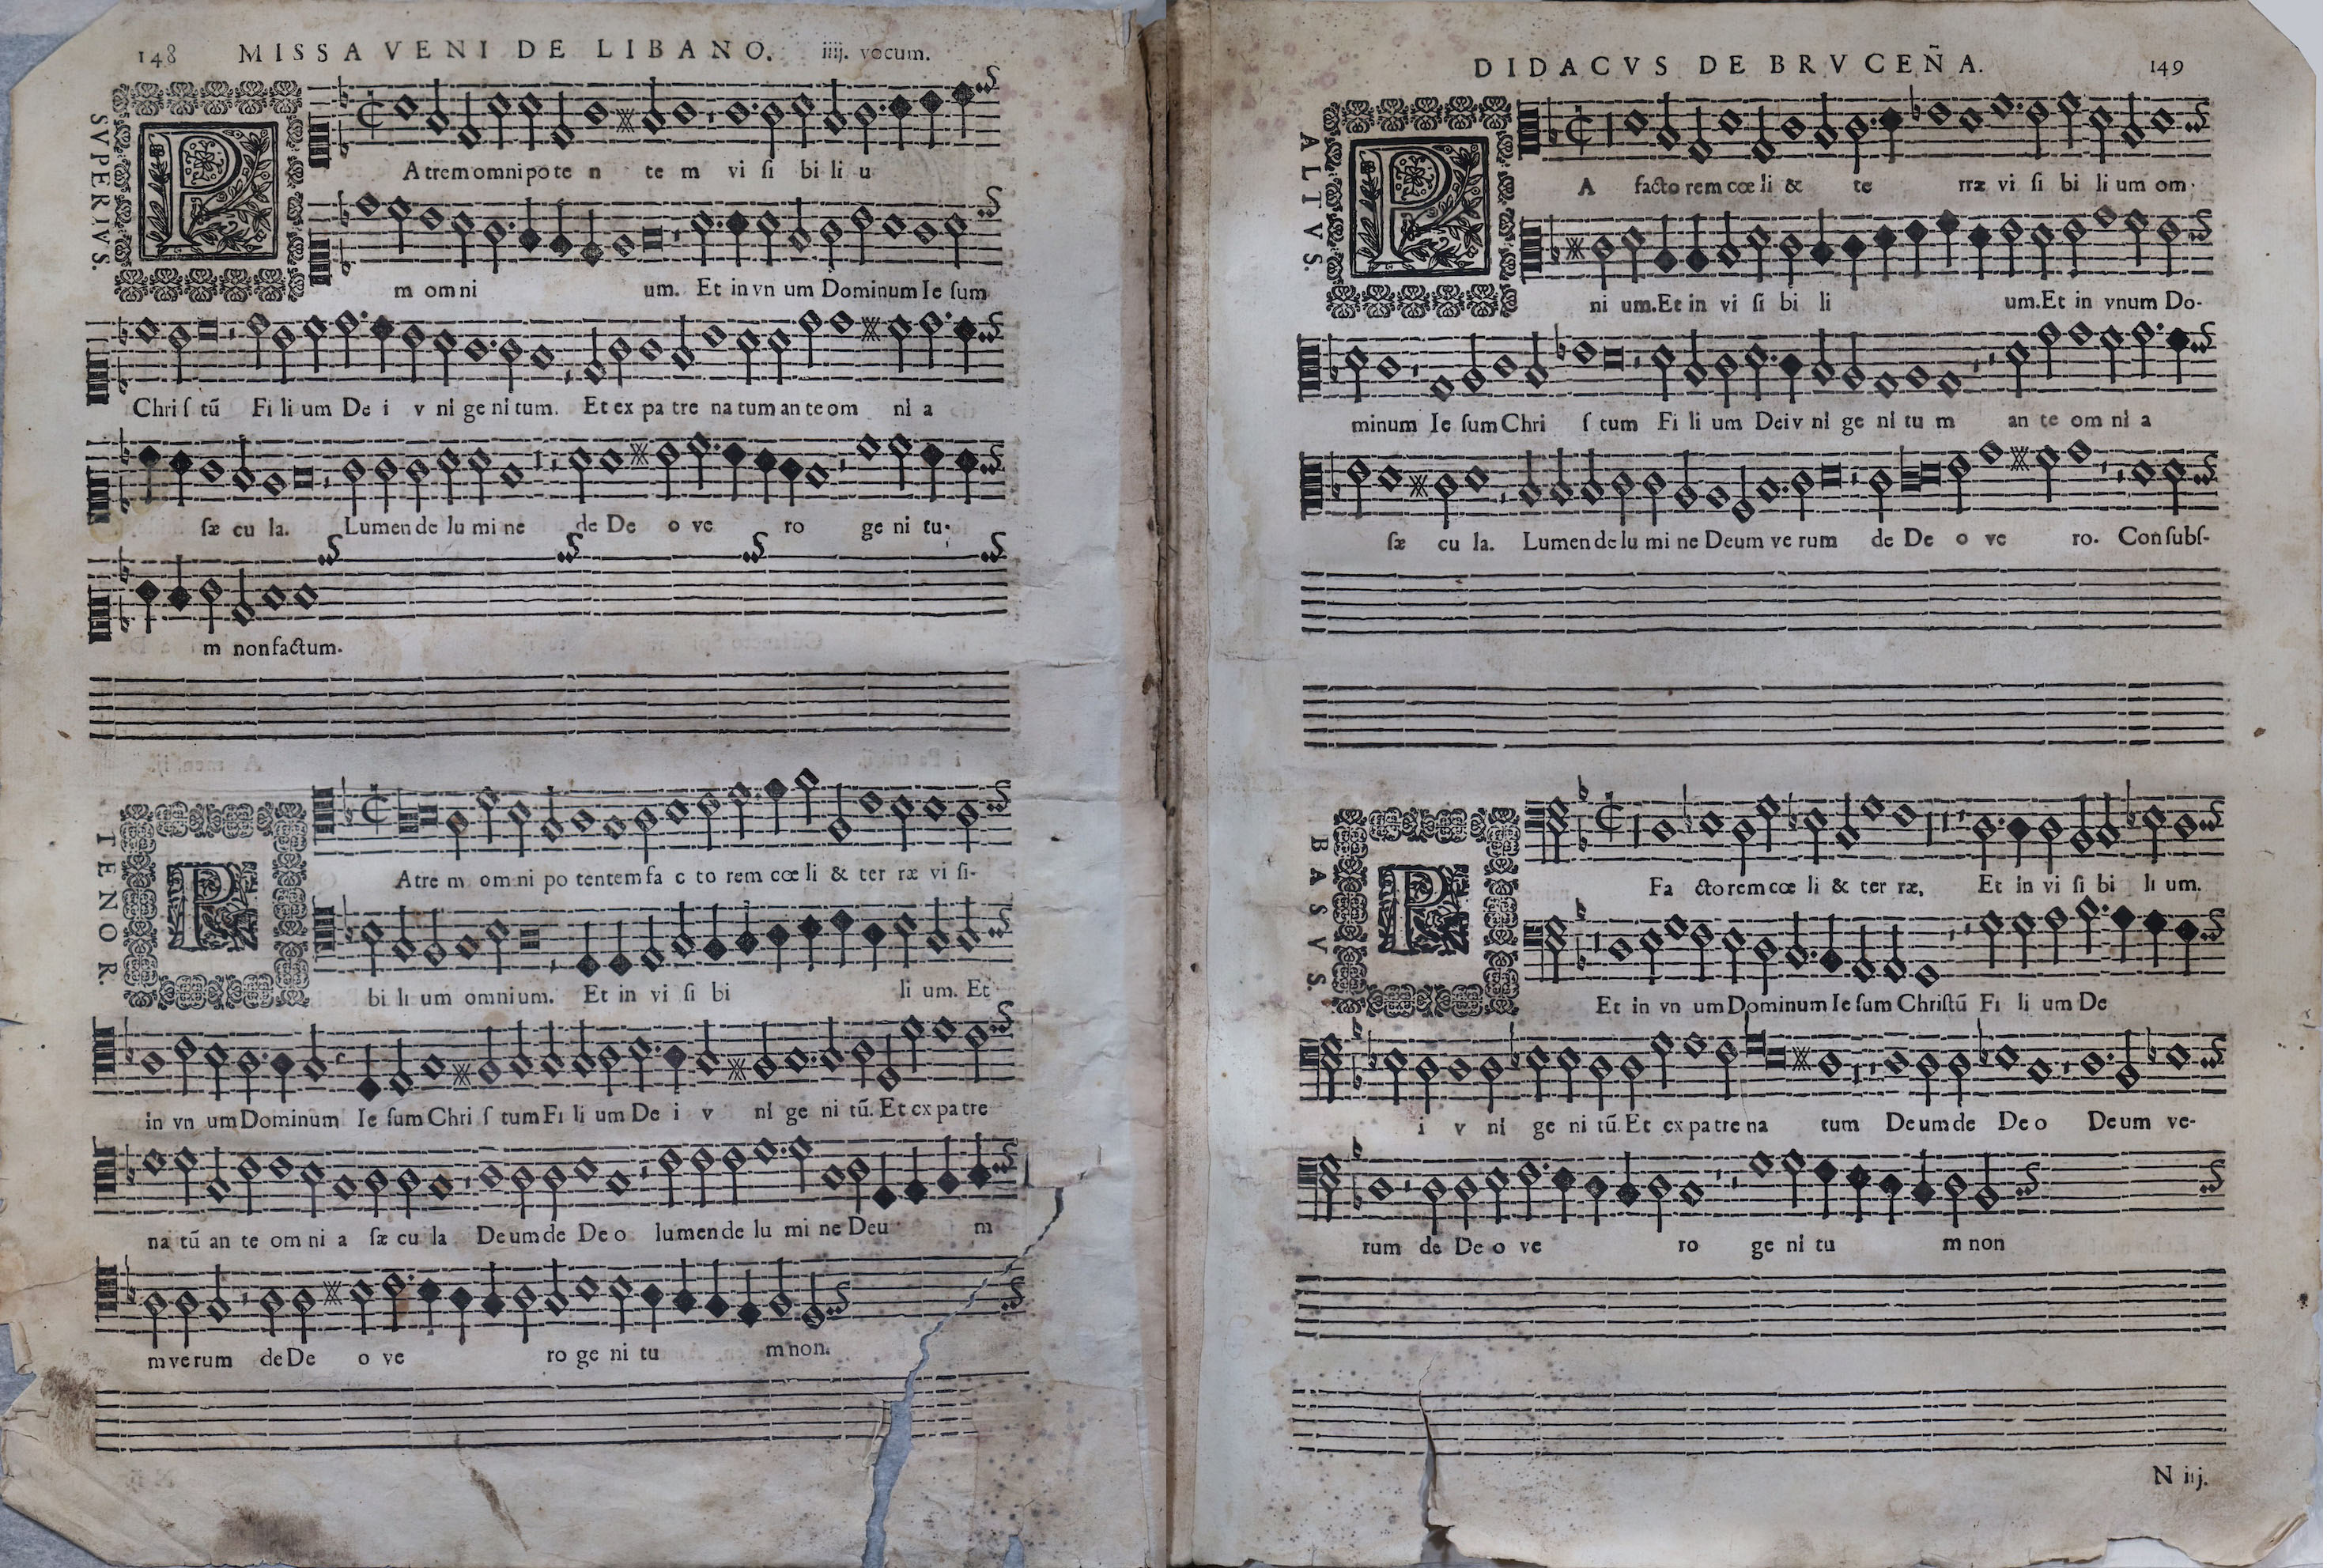 148 MISSA VENI DE LIBANO. iiij. vocum.
SVPERIVS.
P
Atrem omnipote n te m vi si bi li u
m omni um. Et in vn um Dominum Ie sum
Chri s tũ Fi li um De i v ni ge ni tum. Et ex pa tre na tum an te om ni a
sæ cu la. Lumen de lu mi ne de De o ve ro ge ni tu-
m non factum.
TENOR.
P
Atre m om ni po tentem fa c to rem cœ li & ter ræ vi si-
bi li um omnium. Et in vi si bi li um. Et
in vn um Dominum Ie sum Chri s tum Fi li um De i v ni ge ni tũ. Et ex pa tre
na tũ an te om ni a sæ cu la Deum de De o lumen de lu mi ne Deu m
m verum de De o ve ro ge ni tu m non.
DIDACVS DE BRVCEÑA. 149
ALTVS.
P
A facto rem cœ li & te rræ vi si bi li um om-
ni um. Et in vi si bi li um. Et in vnum Do-
minum Ie sum Chri s tum Fi li um Dei v ni ge ni tu m an te om ni a
sæ cu la. Lumen de lu mi ne Deum ve rum de De o ve ro. Consubs-
BASVS.
P
Fa cto rem cœ li & ter ræ, Et in vi si bi li um.
Et in vn um Dominum Ie sum Christũ Fi li um De
i v ni ge ni tũ. Et ex pa tre na tum Deum de De o Deum ve-
rum de De o ve ro ge ni tu m non
N iij.